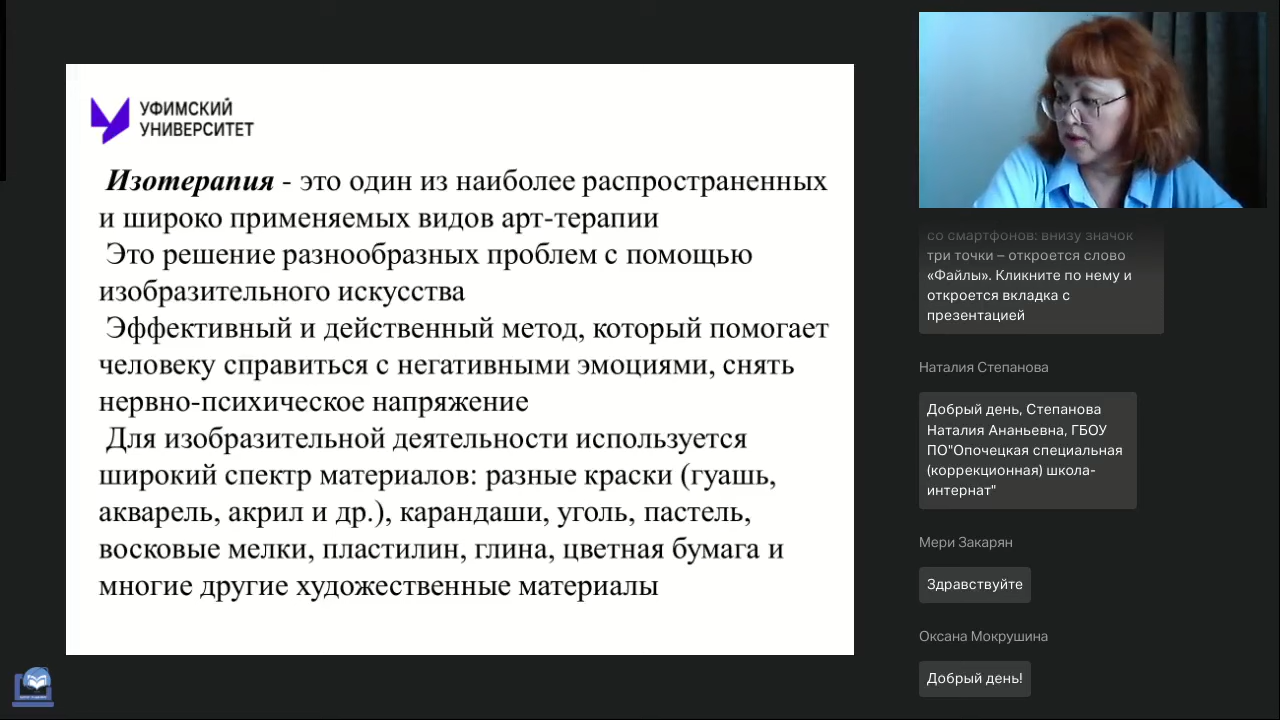 УФИМСКИЙ
УНИВЕРСИТЕТ
Изотерапия - это один из наиболее распространенных
и широко применяемых видов арт-терапии
Это решение разнообразных проблем с помощью
изобразительного искусства
Эффективный и действенный метод, который помогает
человеку справиться с негативными эмоциями, снять
нервно-психическое напряжение
Для изобразительной деятельности используется
широкий спектр материалов: разные краски (гуашь,
акварель, акрил и др.), карандаши, уголь, пастель,
восковые мелки, пластилин, глина, цветная бумага и
многие другие художественные материалы
со смартфонов: внизу значок
три точки – откроется слово
«Файлы». Кликните по нему и
откроется вкладка с
презентацией
Наталия Степанова
Добрый день, Степанова
Наталия Ананьевна, ГБОУ
ПО"Опочецкая специальная
(коррекционная) школа-
интернат"
Мери Закарян
Здравствуйте
Оксана Мокрушина
Добрый день!